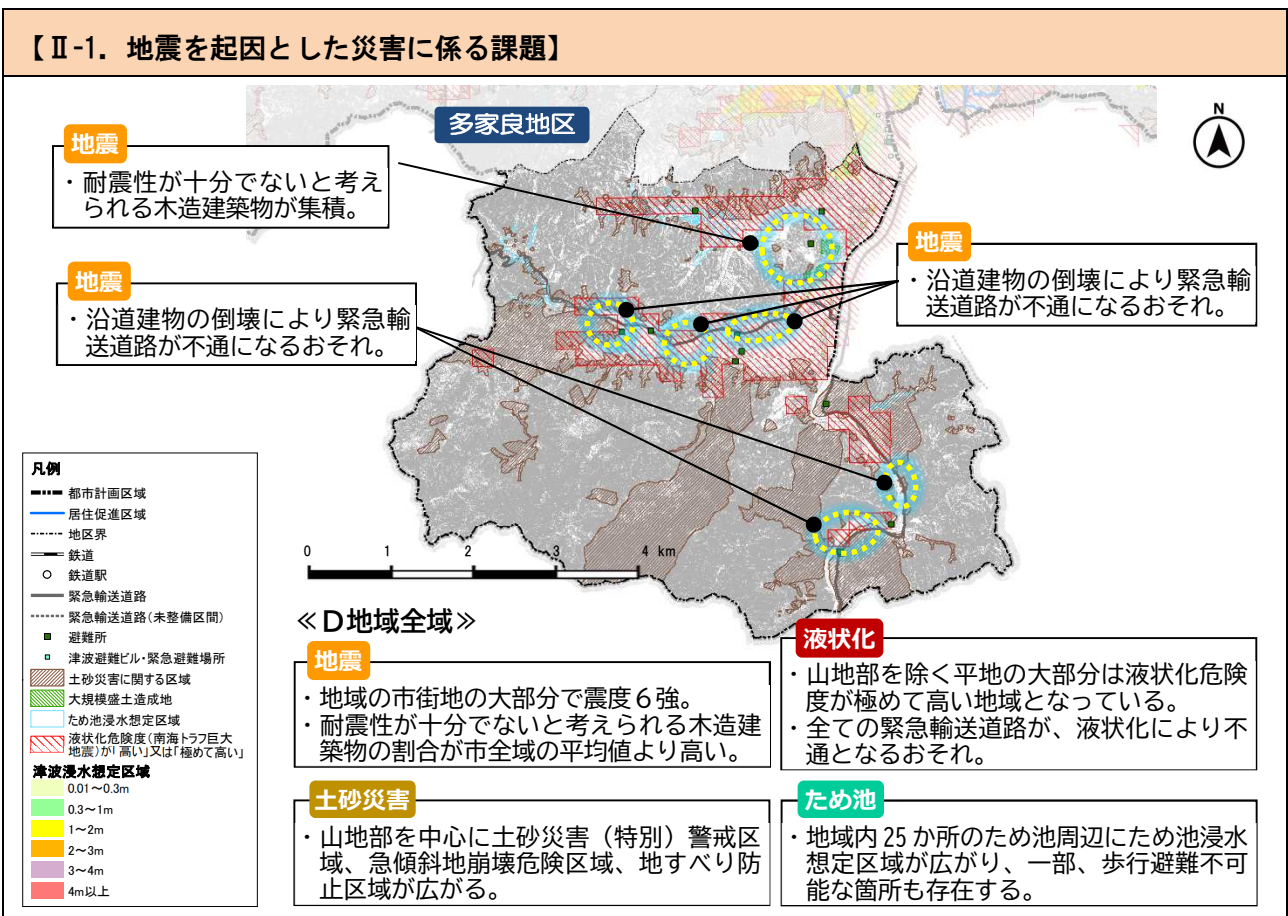 【Ⅱ-1．地震を起因とした災害に係る課題】
多家良地区
N
地震
・耐震性が十分でないと考え
られる木造建築物が集積。
地震
・沿道建物の倒壊により緊急輸
送道路が不通になるおそれ。
地震
・沿道建物の倒壊により緊急輸
送道路が不通になるおそれ。
凡例
都市計画区域
居住促進区域
地区界
鉄道
鉄道駅
緊急輸送道路
緊急輸送道路（未整備区間）
避難所
津波避難ビル・緊急避難場所
土砂災害に関する区域
大規模盛土造成地
ため池浸水想定区域
液状化危険度（南海トラフ巨大
地震）が「高い」又は「極めて高い」
津波浸水想定区域
0.01～0.3m
0.3～1m
1～2m
2～3m
3～4m
4m以上
0 1 2 3 4 km
≪Ｄ地域全域≫
地震
・地域の市街地の大部分で震度６強。
・耐震性が十分でないと考えられる木造建
築物の割合が市全域の平均値より高い。
液状化
・山地部を除く平地の大部分は液状化危険
度が極めて高い地域となっている。
・全ての緊急輸送道路が、液状化により不
通となるおそれ。
土砂災害
・山地部を中心に土砂災害（特別）警戒区
域、急傾斜地崩壊危険区域、地すべり防
止区域が広がる。
ため池
・地域内 25 か所のため池周辺にため池浸水
想定区域が広がり、一部、歩行避難不可
能な箇所も存在する。